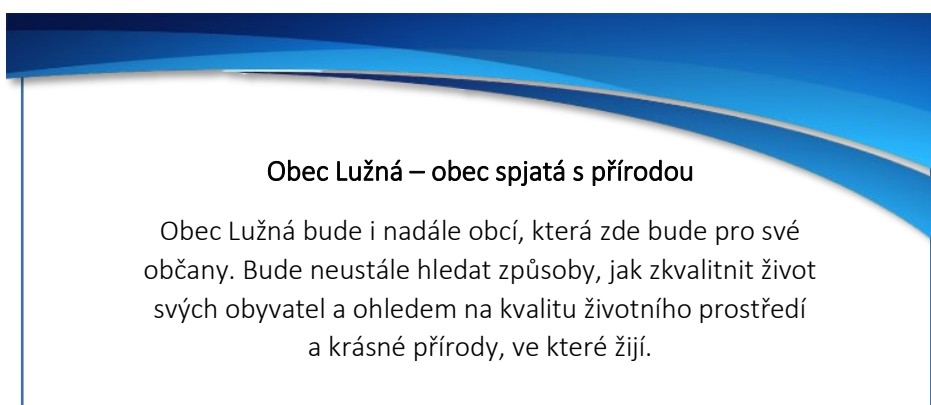 Obec Lužná – obec spjatá s přírodou
Obec Lužná bude i nadále obcí, která zde bude pro své
občany. Bude neustále hledat způsoby, jak zkvalitnit život
svých obyvatel a ohledem na kvalitu životního prostředí
a krásné přírody, ve které žijí.